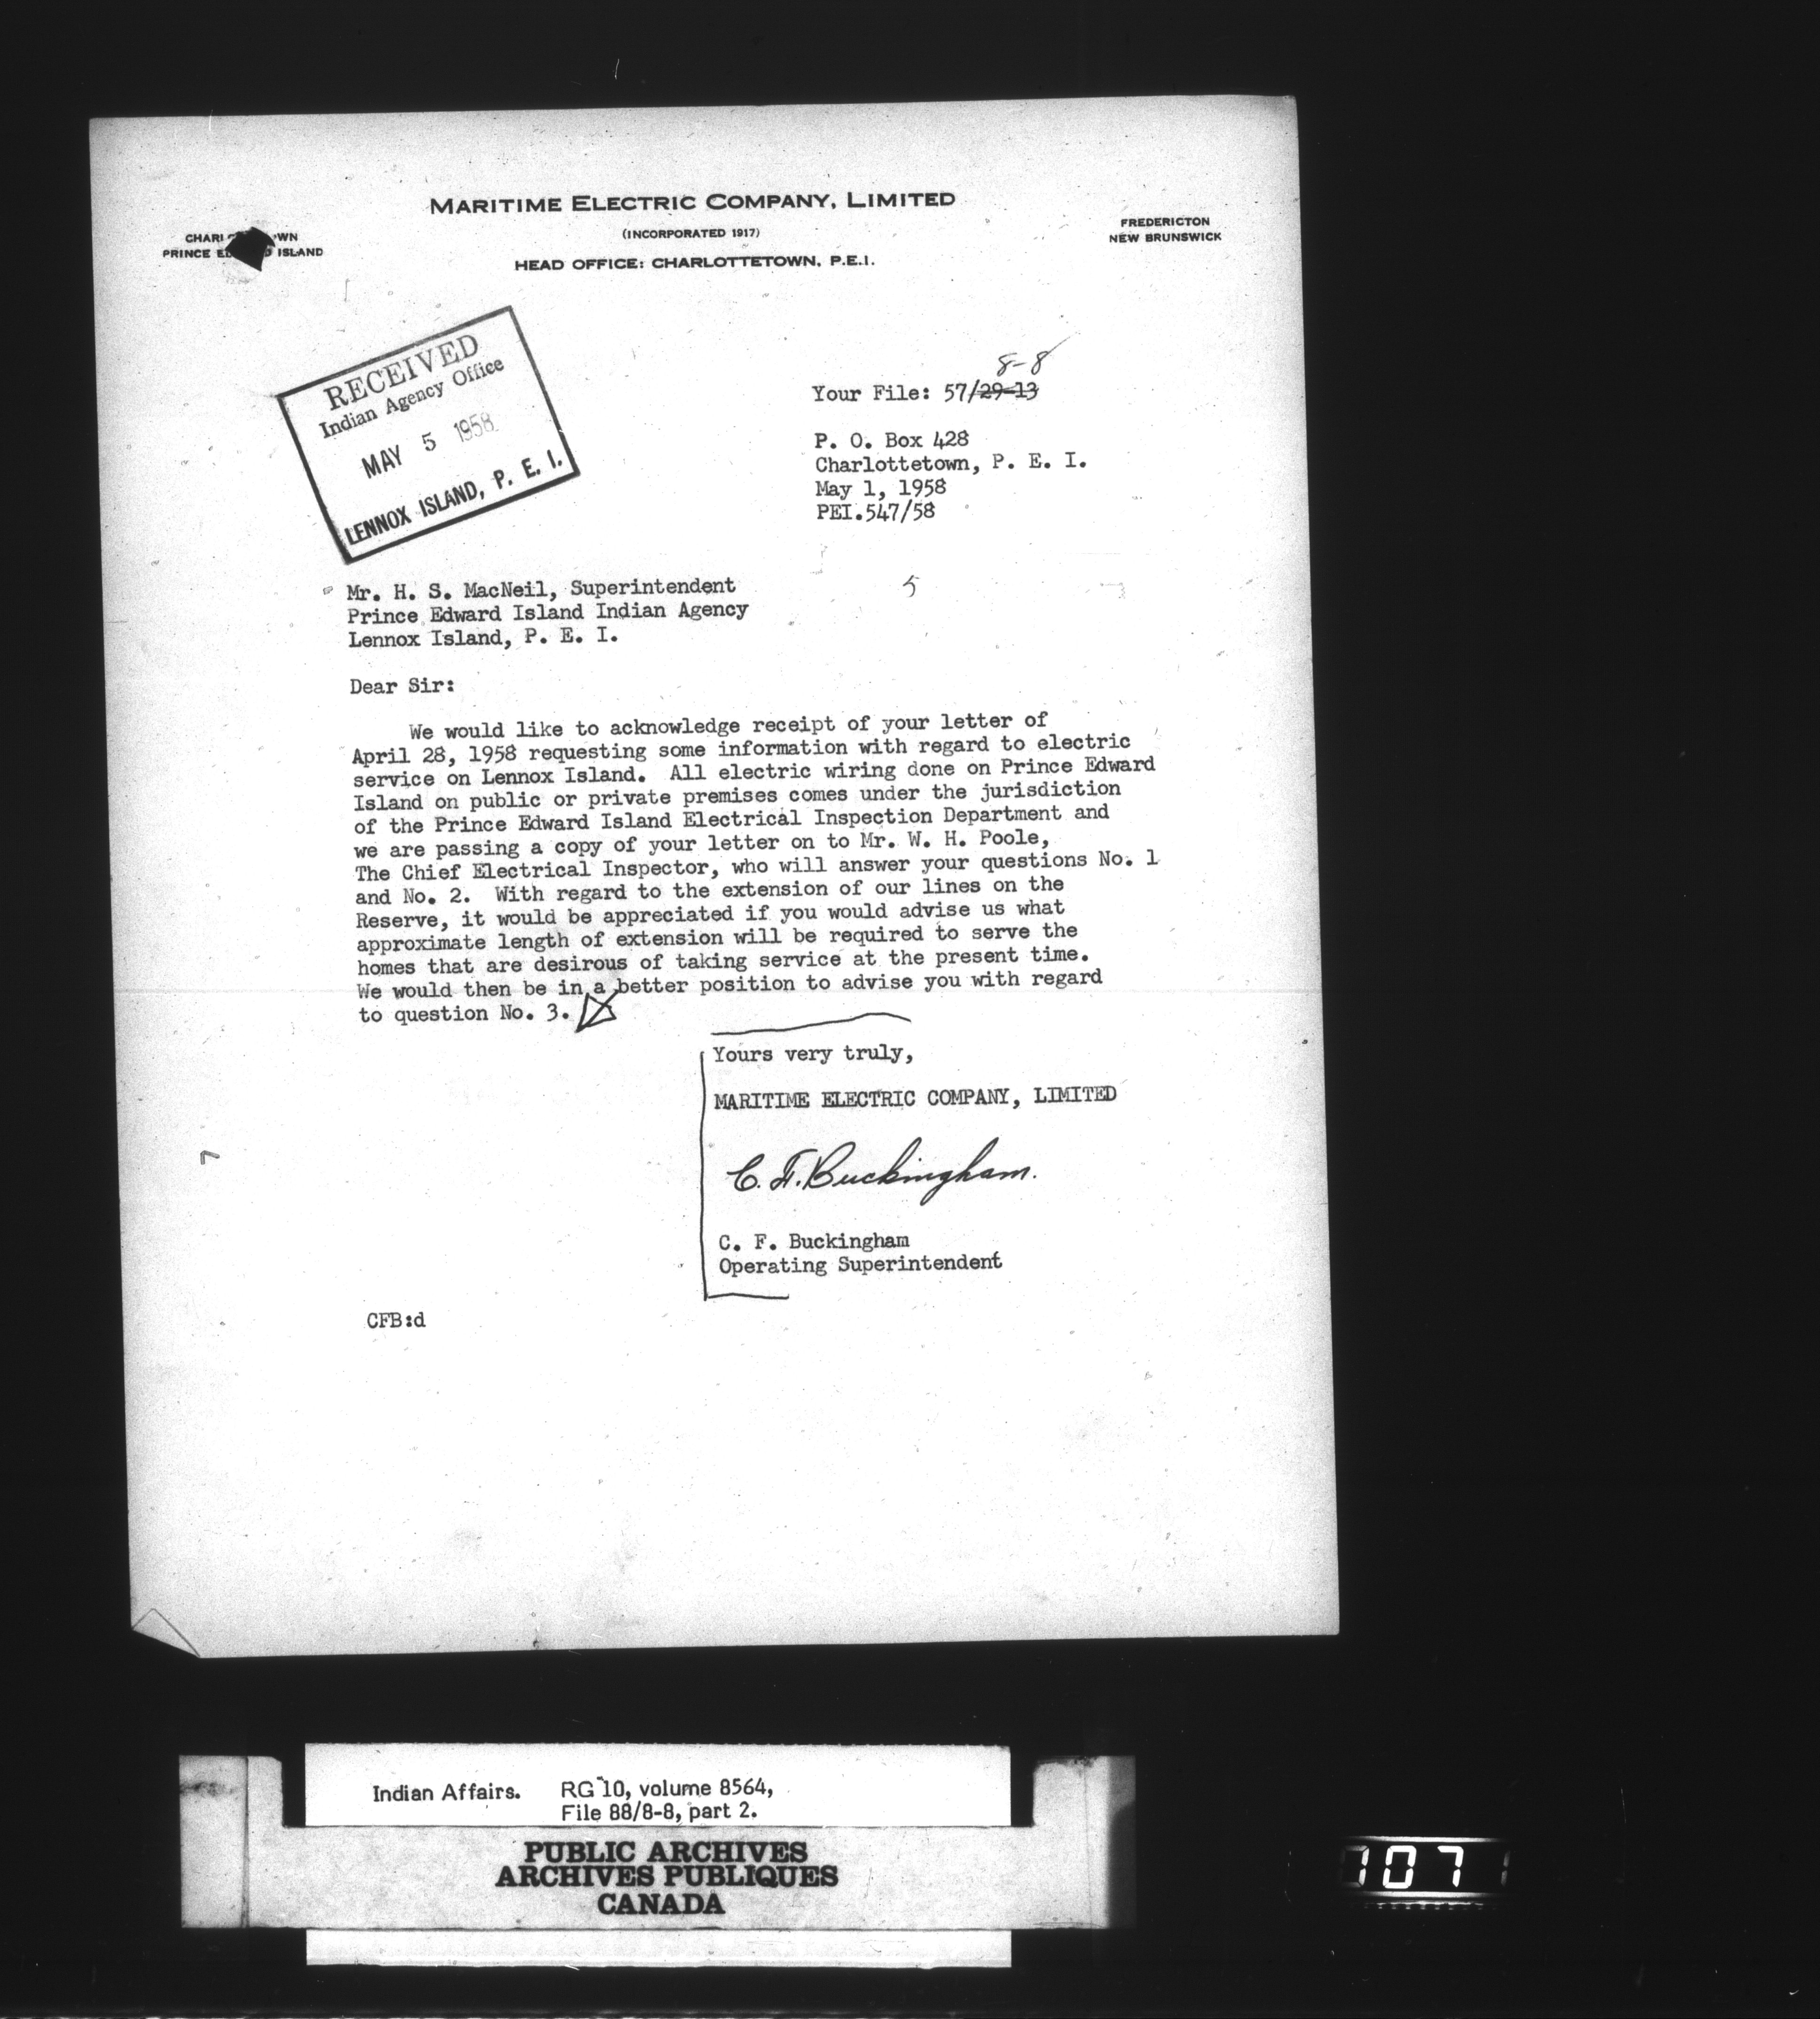 MARITIME ELECTRIC COMPANY, LIMITED
(INCORPORATED 1917)
HEAD OFFICE: CHARLOTTETOWN, P.E.I.
PRINCE ISLAND
FREDERICTON
NEW BRUNSWICK
RECEIVED
Indian Agency Office
MAY 5 1958
LENNOX ISLAND, P. E. I.
8-8
Your File: 57/29-13
P. O. Box 428
Charlottetown, P. E. I.
May 1, 1958
PEI.547/58
5
Mr. H. S. MacNeil, Superintendent
Prince Edward Island Indian Agency
Lennox Island, P. E. I.
Dear Sir:
We would like to acknowledge receipt of your letter of
April 28, 1958 requesting some information with regard to electric
service on Lennox Island. All electric wiring done on Prince Edward
Island on public or private premises comes under the jurisdiction
of the Prince Edward Island Electrical Inspection Department and
we are passing a copy of your letter on to Mr. W. H. Poole,
The Chief Electrical Inspector, who will answer your questions No. 1
and No. 2. With regard to the extension of our lines on the
Reserve, it would be appreciated if you would advise us what
approximate length of extension will be required to serve the
homes that are desirous of taking service at the present time.
We would then be in a better position to advise you with regard
to question No. 3.
Yours very truly,
MARITIME ELECTRIC COMPANY, LIMITED
C. F. Buckingham.
C. F. Buckingham
Operating Superintendent
CFB:d
Indian Affairs. RG 10, volume 8564,
File 88/8-8, part 2.
PUBLIC ARCHIVES
ARCHIVES PUBLIQUES
CANADA
1071